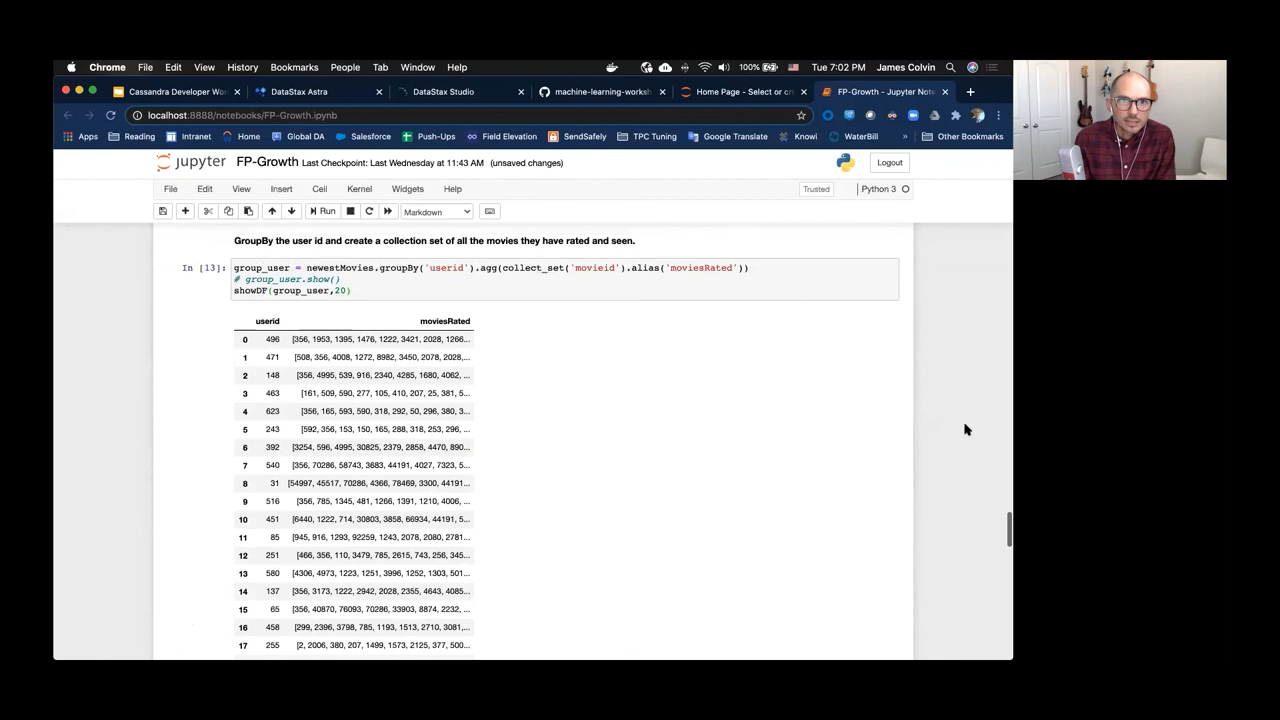 Chrome File Edit View History Bookmarks People Tab Window Help 100% Tue 7:02 PM James Colvin
Cassandra Developer Wo DataStax Astra DataStax Studio machine-learning-worksh Home Page - Select or cre FP-Growth - Jupyter Note
localhost:8888/notebooks/FP-Growth.ipynb
Apps Reading Intranet Home Global DA Salesforce Push-Ups Field Elevation SendSafely TPC Tuning Google Translate Knowi WaterBill » Other Bookmarks
jupyter FP-Growth Last Checkpoint: Last Wednesday at 11:43 AM (unsaved changes) Logout
File Edit View Insert Cell Kernel Widgets Help Trusted Python 3
Run Markdown
GroupBy the user id and create a collection set of all the movies they have rated and seen.
In [13]: group_user = newestMovies.groupBy('userid').agg(collect_set('movieid').alias('moviesRated'))
# group_user.show()
showDF(group_user,20)
userid moviesRated
0 496 [356, 1953, 1395, 1476, 1222, 3421, 2028, 1266...
1 471 [508, 356, 4008, 1272, 8982, 3450, 2078, 2028,...
2 148 [356, 4995, 539, 916, 2340, 4285, 1680, 4062, ...
3 463 [161, 509, 590, 277, 105, 410, 207, 25, 381, 5...
4 623 [356, 165, 593, 590, 318, 292, 50, 296, 380, 3...
5 243 [592, 356, 153, 150, 165, 288, 318, 253, 296, ...
6 392 [3254, 596, 4995, 30825, 2379, 2858, 4470, 890...
7 540 [356, 70286, 58743, 3683, 44191, 4027, 7323, 5...
8 31 [54997, 45517, 70286, 4366, 78469, 3300, 44191...
9 516 [356, 785, 1345, 481, 1266, 1391, 1210, 4006, ...
10 451 [6440, 1222, 714, 30803, 3858, 66934, 44191, 5...
11 85 [945, 916, 1293, 92259, 1243, 2078, 2080, 2781...
12 251 [466, 356, 110, 3479, 785, 2615, 743, 256, 345...
13 580 [4306, 4973, 1223, 1251, 3996, 1252, 1303, 501...
14 137 [356, 3173, 1222, 2942, 2028, 2355, 4643, 4085...
15 65 [356, 40870, 76093, 70286, 33903, 8874, 2232, ...
16 458 [299, 2396, 3798, 785, 1193, 1513, 2710, 3081,...
17 255 [2, 2006, 380, 207, 1499, 1573, 2125, 377, 500...